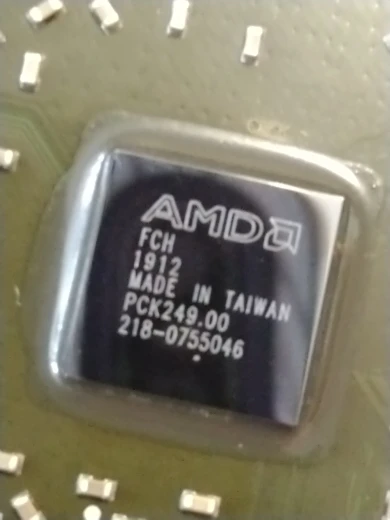 AMD
FCH
1912
MADE IN TAIWAN
PCK249.00
218-0755046